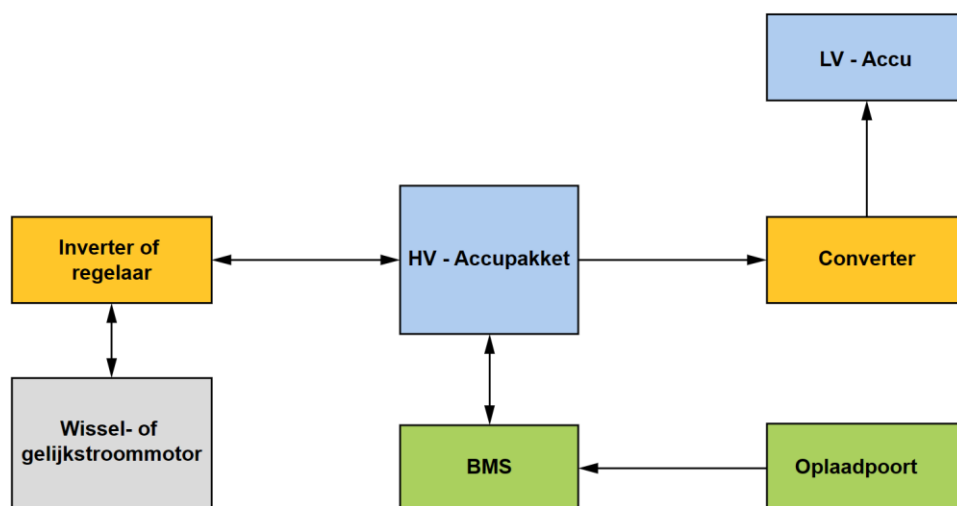 LV - Accu
Inverter of
regelaar
HV - Accupakket
Converter
Wissel- of
gelijkstroommotor
BMS
Oplaadpoort